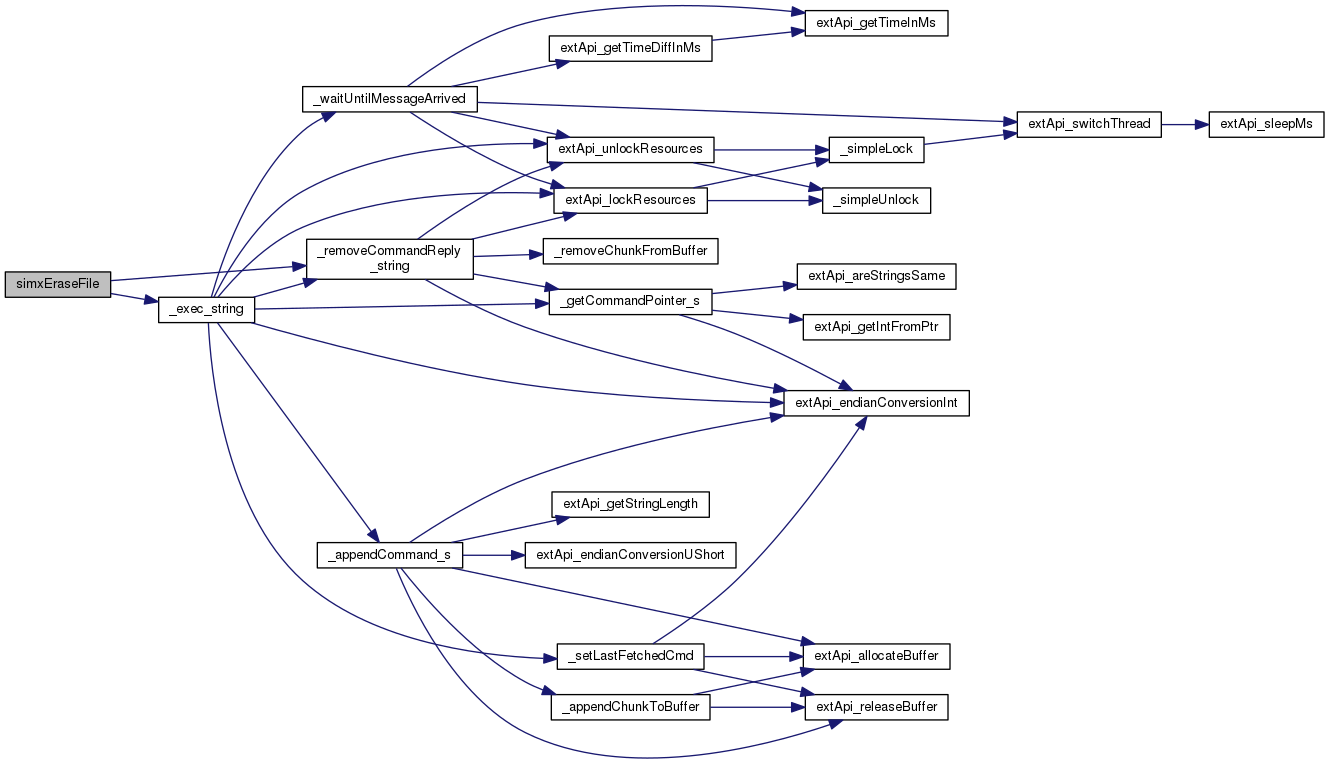 extApi_getTimeInMs
extApi_getTimeDiffInMs
_waitUntilMessageArrived
extApi_switchThread
extApi_sleepMs
extApi_unlockResources
_simpleLock
extApi_lockResources
_simpleUnlock
_removeCommandReply
_string
_removeChunkFromBuffer
simxEraseFile
extApi_areStringsSame
_exec_string
_getCommandPointer_s
extApi_getIntFromPtr
extApi_endianConversionInt
extApi_getStringLength
_appendCommand_s
extApi_endianConversionUShort
_setLastFetchedCmd
extApi_allocateBuffer
_appendChunkToBuffer
extApi_releaseBuffer